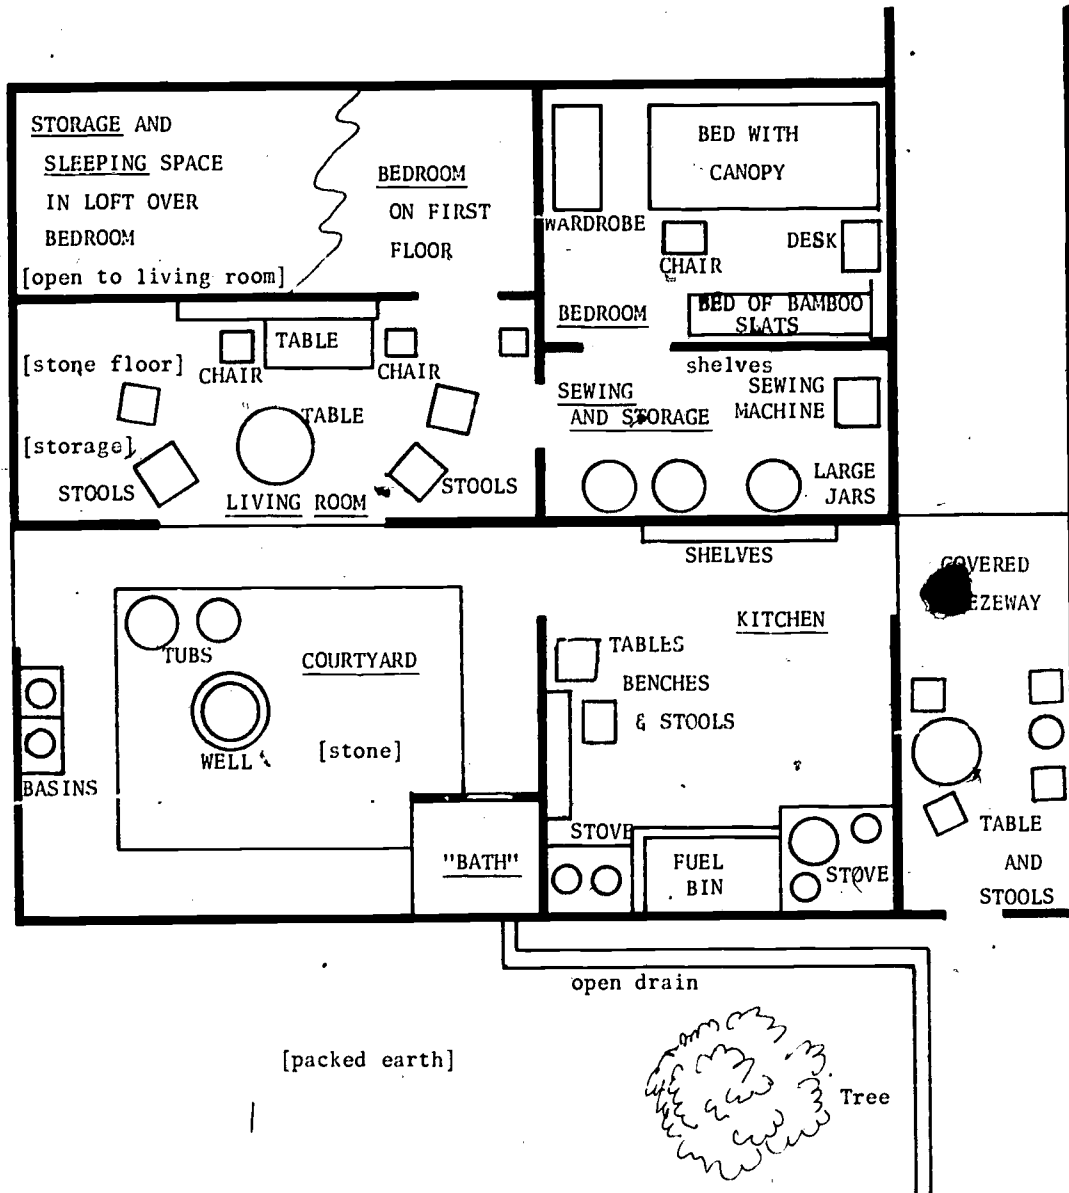 STORAGE AND
SLEEPING SPACE
IN LOFT OVER
BEDROOM
[open to living room]
BEDROOM
ON FIRST
FLOOR
BED WITH
CANOPY
WARDROBE
CHAIR
DESK
BEDROOM
BED OF BAMBOO
SLATS
[stone floor]
CHAIR
TABLE
CHAIR
TABLE
[storage]
STOOLS
STOOLS
LIVING ROOM
shelves
SEWING
AND STORAGE
SEWING
MACHINE
LARGE
JARS
SHELVES
KITCHEN
TABLES
BENCHES
& STOOLS
TUBS
COURTYARD
WELL
[stone]
BASINS
"BATH"
STOVE
FUEL
BIN
STOVE
COVERED
TABLE
AND
STOOLS
open drain
[packed earth]
Tree